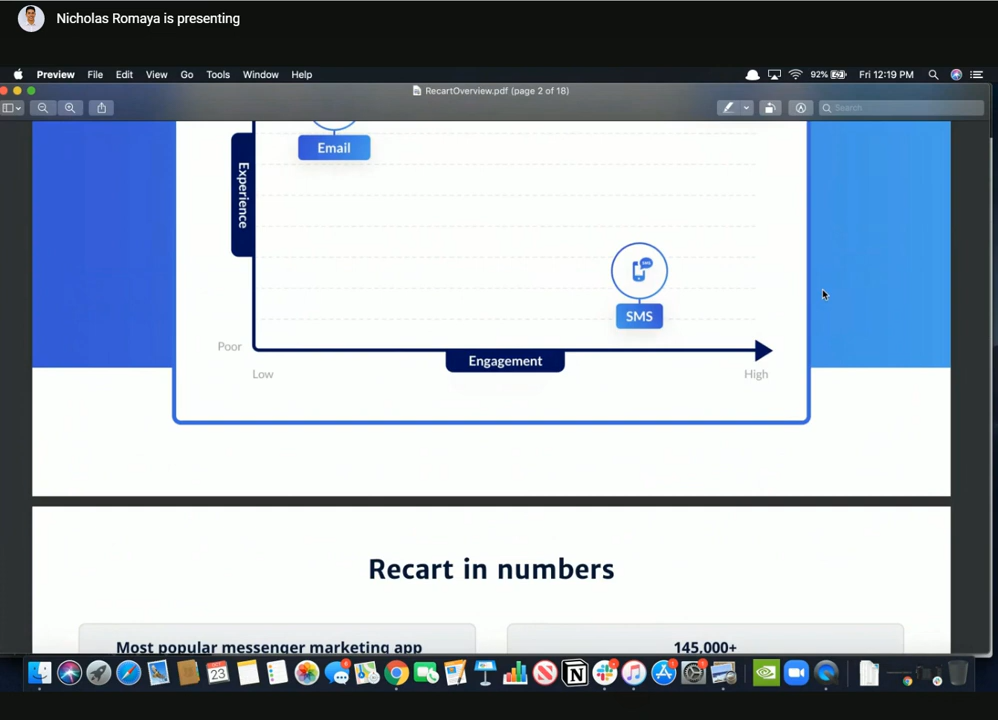 Nicholas Romaya is presenting
Preview File Edit View Go Tools Window Help
92% Fri 12:19 PM
RecartOverview.pdf (page 2 of 18)
Search
Email
Experience
SMS
Poor
Engagement
Low
High
Recart in numbers
Most popular messenger marketing app
145,000+
23